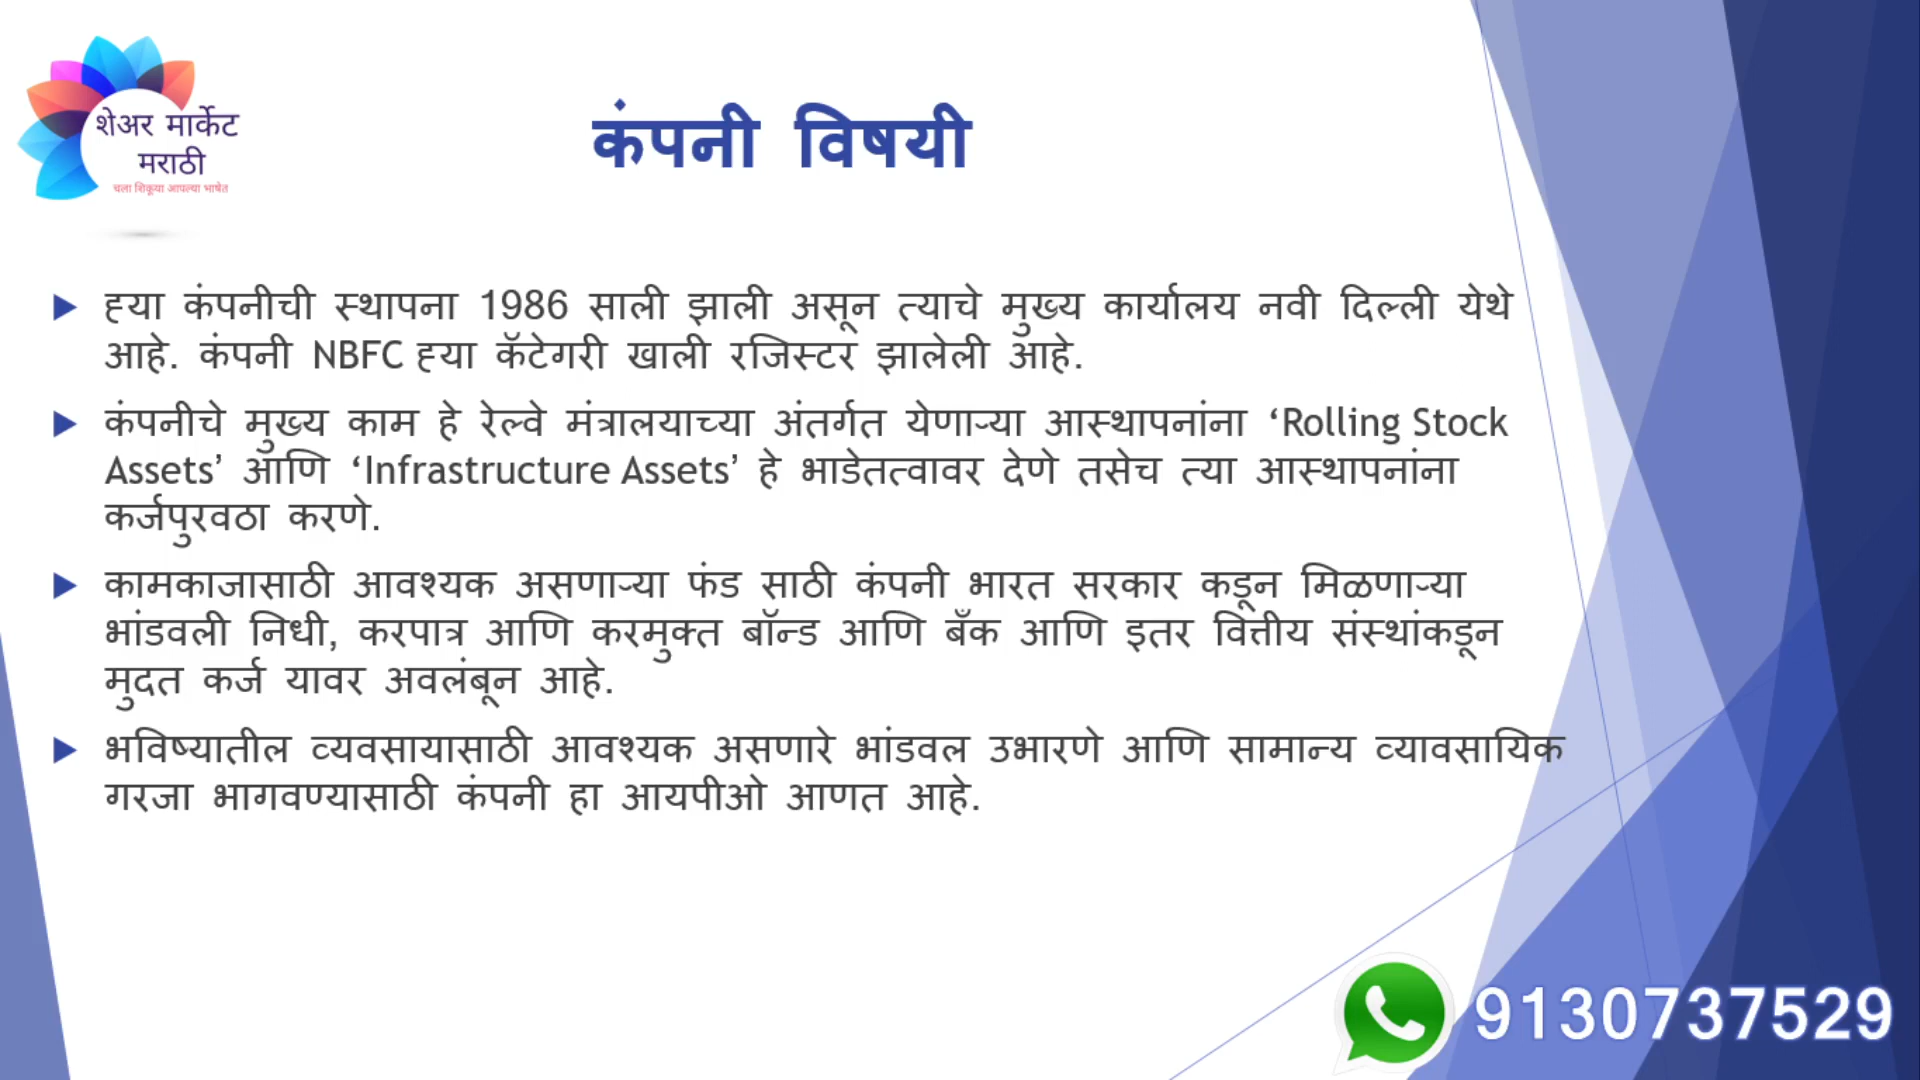 शेअर मार्केट
मराठी
चला शिकूया आपल्या भाषेत
कंपनी विषयी
ह्या कंपनीची स्थापना 1986 साली झाली असून त्याचे मुख्य कार्यालय नवी दिल्ली येथे
आहे. कंपनी NBFC ह्या कॅटेगरी खाली रजिस्टर झालेली आहे.
कंपनीचे मुख्य काम हे रेल्वे मंत्रालयाच्या अंतर्गत येणाऱ्या आस्थापनांना ‘Rolling Stock
Assets’ आणि ‘Infrastructure Assets’ हे भाडेतत्वावर देणे तसेच त्या आस्थापनांना
कर्जपुरवठा करणे.
कामकाजासाठी आवश्यक असणाऱ्या फंड साठी कंपनी भारत सरकार कडून मिळणाऱ्या
भांडवली निधी, करपात्र आणि करमुक्त बॉन्ड आणि बँक आणि इतर वित्तीय संस्थांकडून
मुदत कर्ज यावर अवलंबून आहे.
भविष्यातील व्यवसायासाठी आवश्यक असणारे भांडवल उभारणे आणि सामान्य व्यावसायिक
गरजा भागवण्यासाठी कंपनी हा आयपीओ आणत आहे.
9130737529